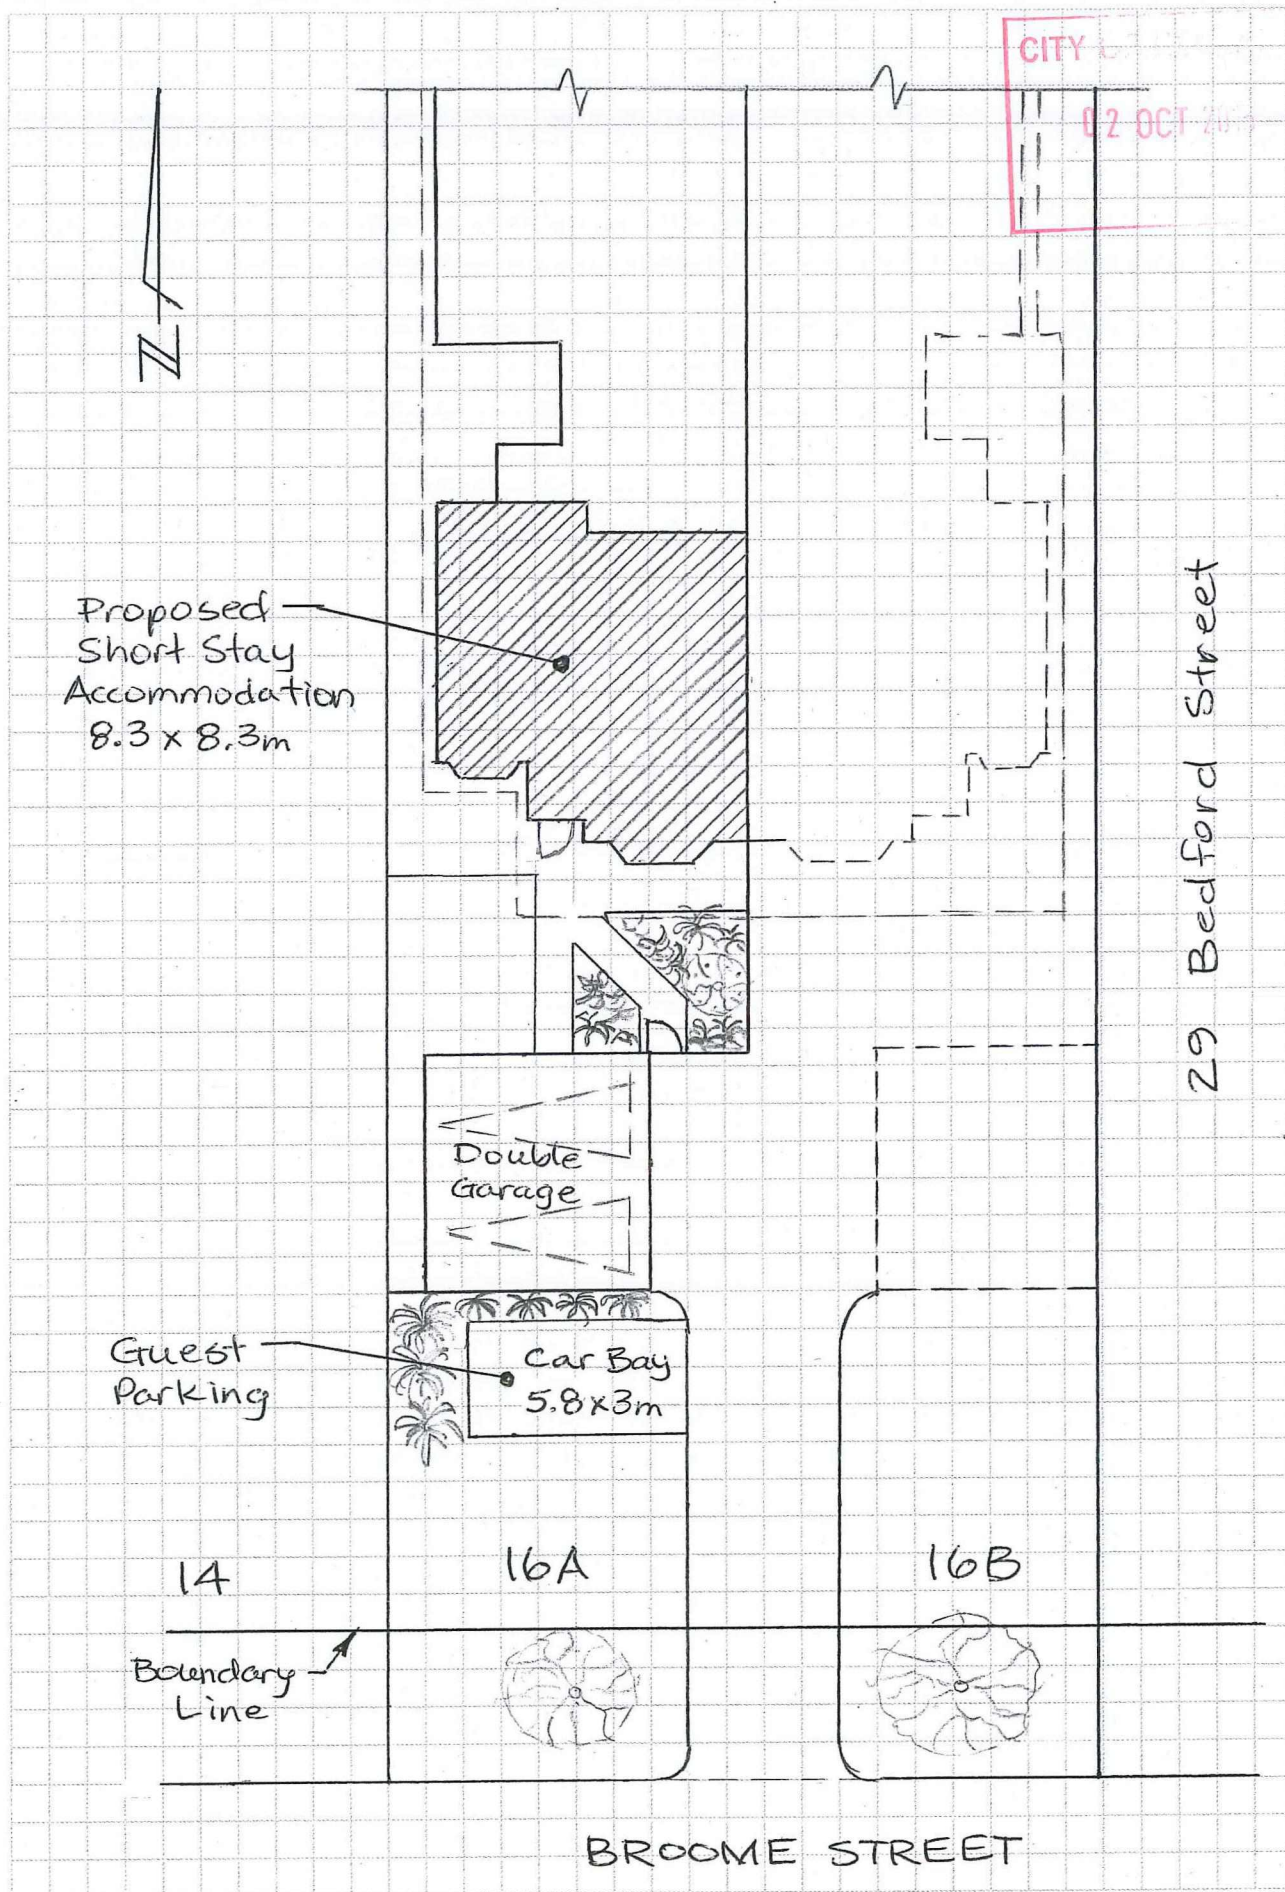 CITY
02 OCT
N
Proposed
Short Stay
Accommodation
8.3 x 8.3m
29 Bedford Street
Double
Garage
Guest
Parking
Car Bay
5.8x3m
14
16A
16B
Boundary
Line
BROOME STREET